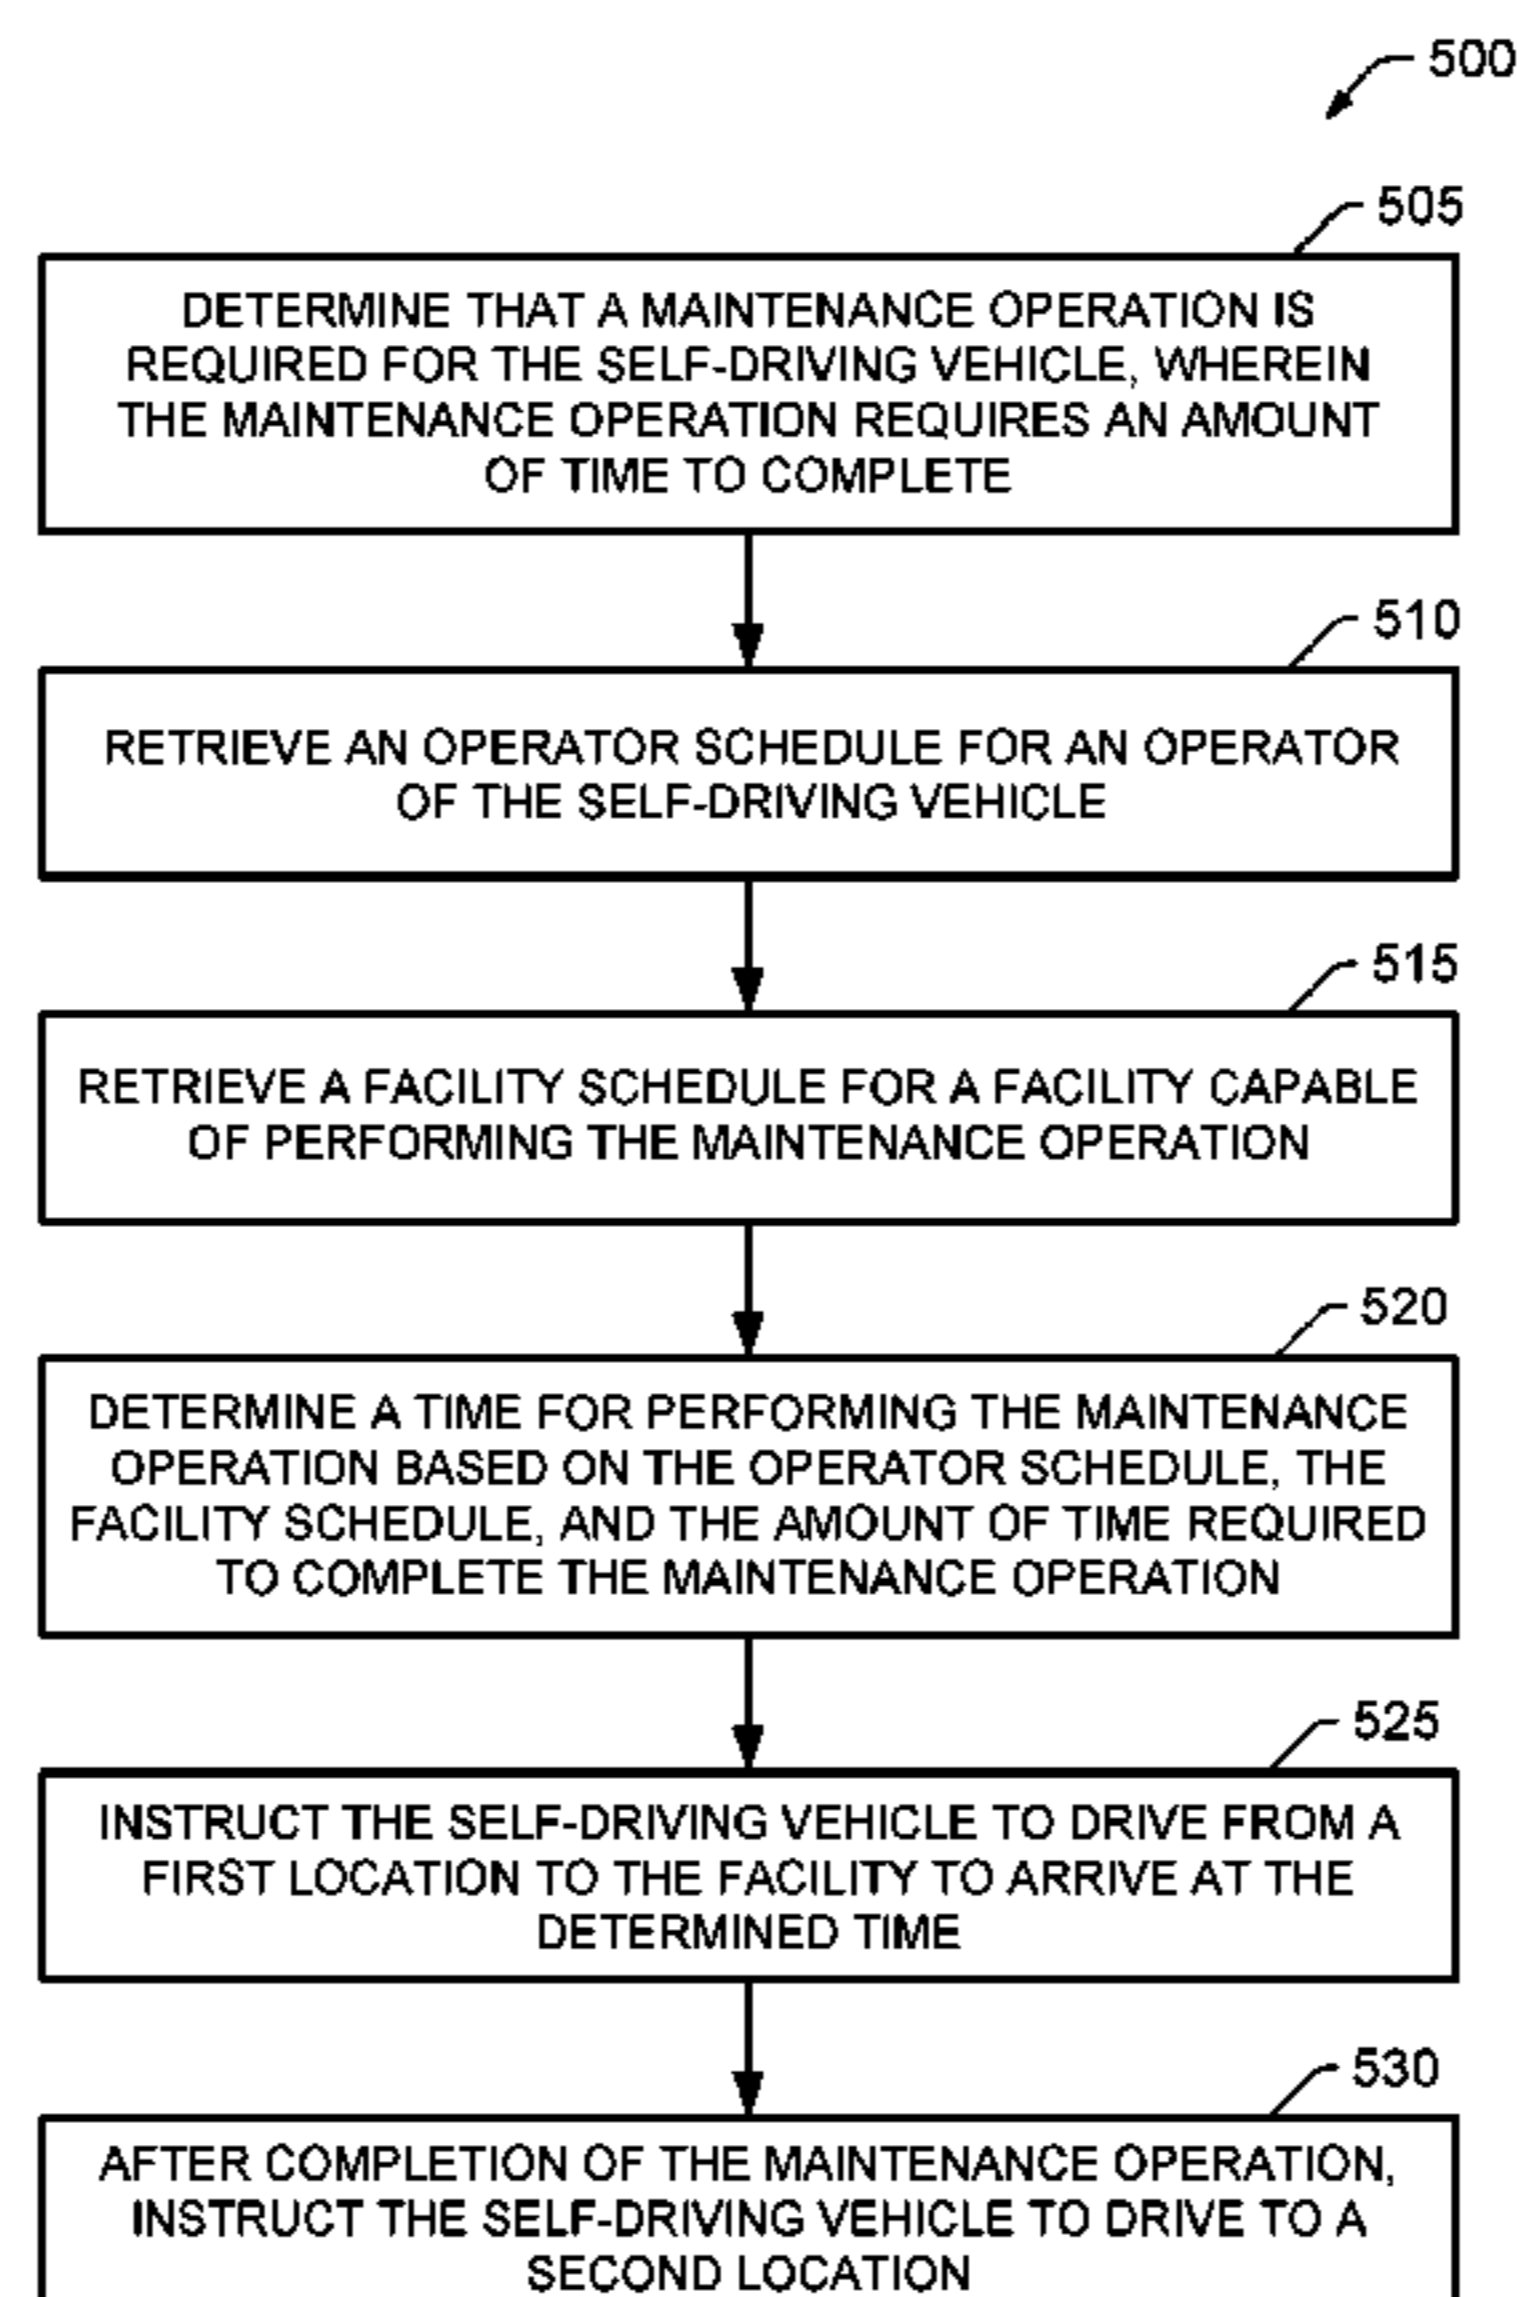 500
505
DETERMINE THAT A MAINTENANCE OPERATION IS
REQUIRED FOR THE SELF-DRIVING VEHICLE, WHEREIN
THE MAINTENANCE OPERATION REQUIRES AN AMOUNT
OF TIME TO COMPLETE
510
RETRIEVE AN OPERATOR SCHEDULE FOR AN OPERATOR
OF THE SELF-DRIVING VEHICLE
515
RETRIEVE A FACILITY SCHEDULE FOR A FACILITY CAPABLE
OF PERFORMING THE MAINTENANCE OPERATION
520
DETERMINE A TIME FOR PERFORMING THE MAINTENANCE
OPERATION BASED ON THE OPERATOR SCHEDULE, THE
FACILITY SCHEDULE, AND THE AMOUNT OF TIME REQUIRED
TO COMPLETE THE MAINTENANCE OPERATION
525
INSTRUCT THE SELF-DRIVING VEHICLE TO DRIVE FROM A
FIRST LOCATION TO THE FACILITY TO ARRIVE AT THE
DETERMINED TIME
530
AFTER COMPLETION OF THE MAINTENANCE OPERATION,
INSTRUCT THE SELF-DRIVING VEHICLE TO DRIVE TO A
SECOND LOCATION